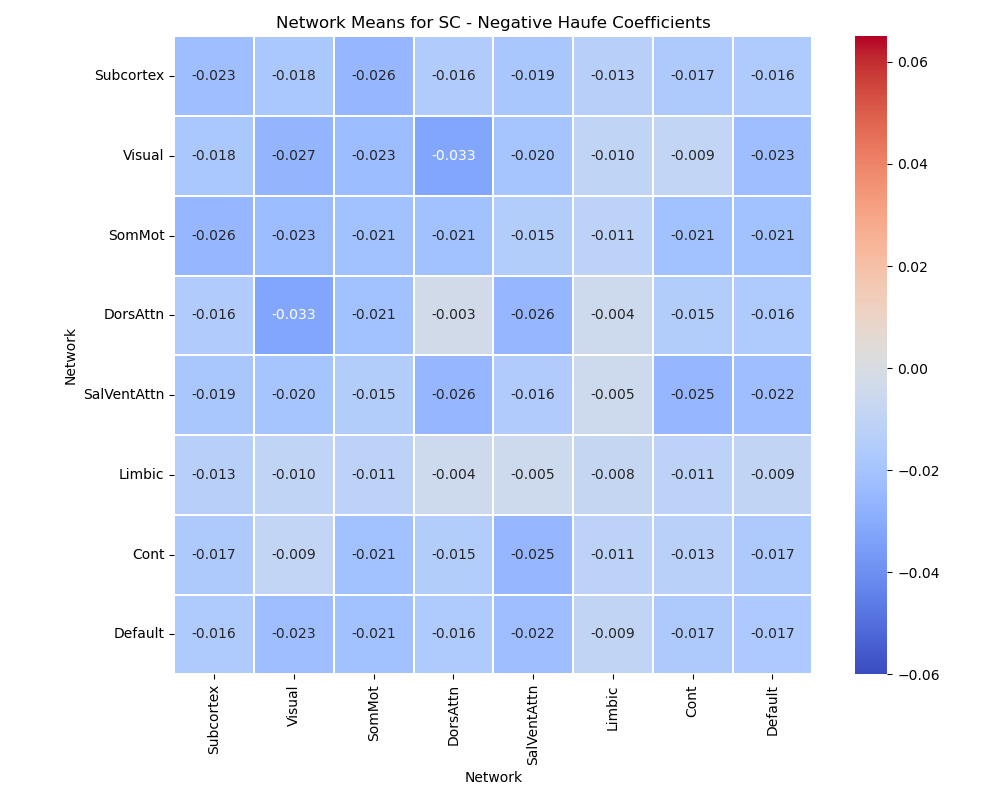 Network Means for SC - Negative Haufe Coefficients
Subcortex -0.023 -0.018 -0.026 -0.016 -0.019 -0.013 -0.017 -0.016
Visual -0.018 -0.027 -0.023 -0.033 -0.020 -0.010 -0.009 -0.023
SomMot -0.026 -0.023 -0.021 -0.021 -0.015 -0.011 -0.021 -0.021
DorsAttn -0.016 -0.033 -0.021 -0.003 -0.026 -0.004 -0.015 -0.016
SalVentAttn -0.019 -0.020 -0.015 -0.026 -0.016 -0.005 -0.025 -0.022
Limbic -0.013 -0.010 -0.011 -0.004 -0.005 -0.008 -0.011 -0.009
Cont -0.017 -0.009 -0.021 -0.015 -0.025 -0.011 -0.013 -0.017
Default -0.016 -0.023 -0.021 -0.016 -0.022 -0.009 -0.017 -0.017
Network
Subcortex Visual SomMot DorsAttn SalVentAttn Limbic Cont Default
Network
0.06
0.04
0.02
0.00
−0.02
−0.04
−0.06